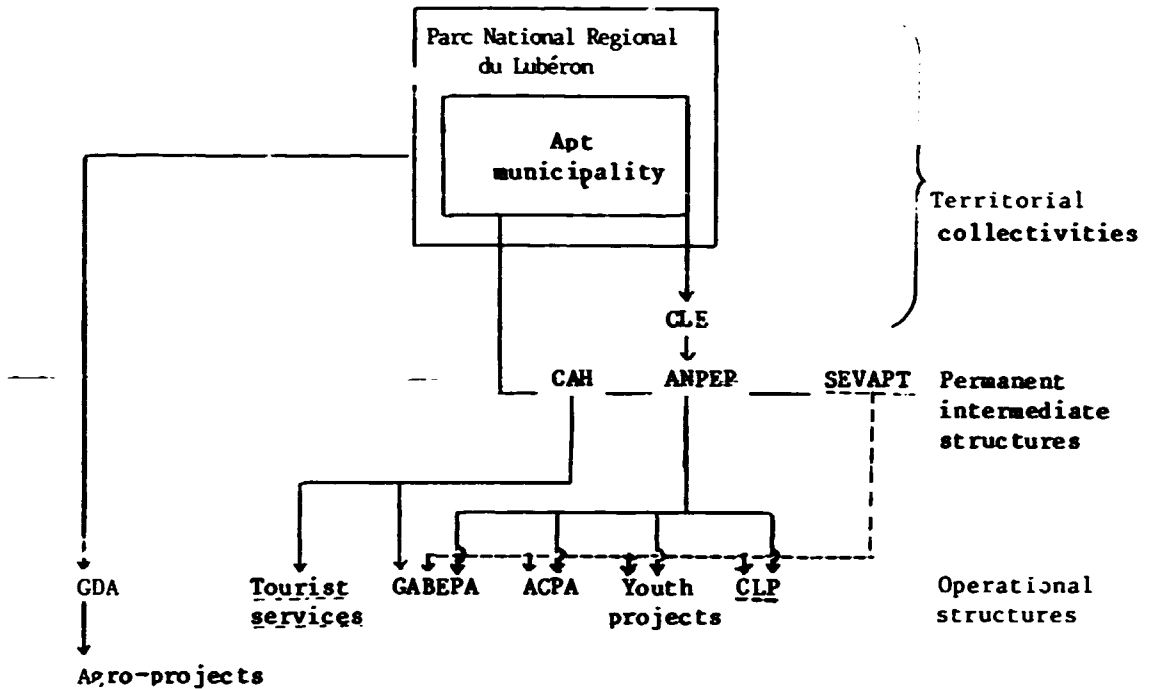 Parc National Regional
du Lubéron
Apt
municipality
Territorial
collectivities
CLE
CAH ANPEP SEVAPT Permanent
intermediate
structures
GDA Tourist GABEPA ACPA Youth CLP Operational
services projects structures
Agro-projects